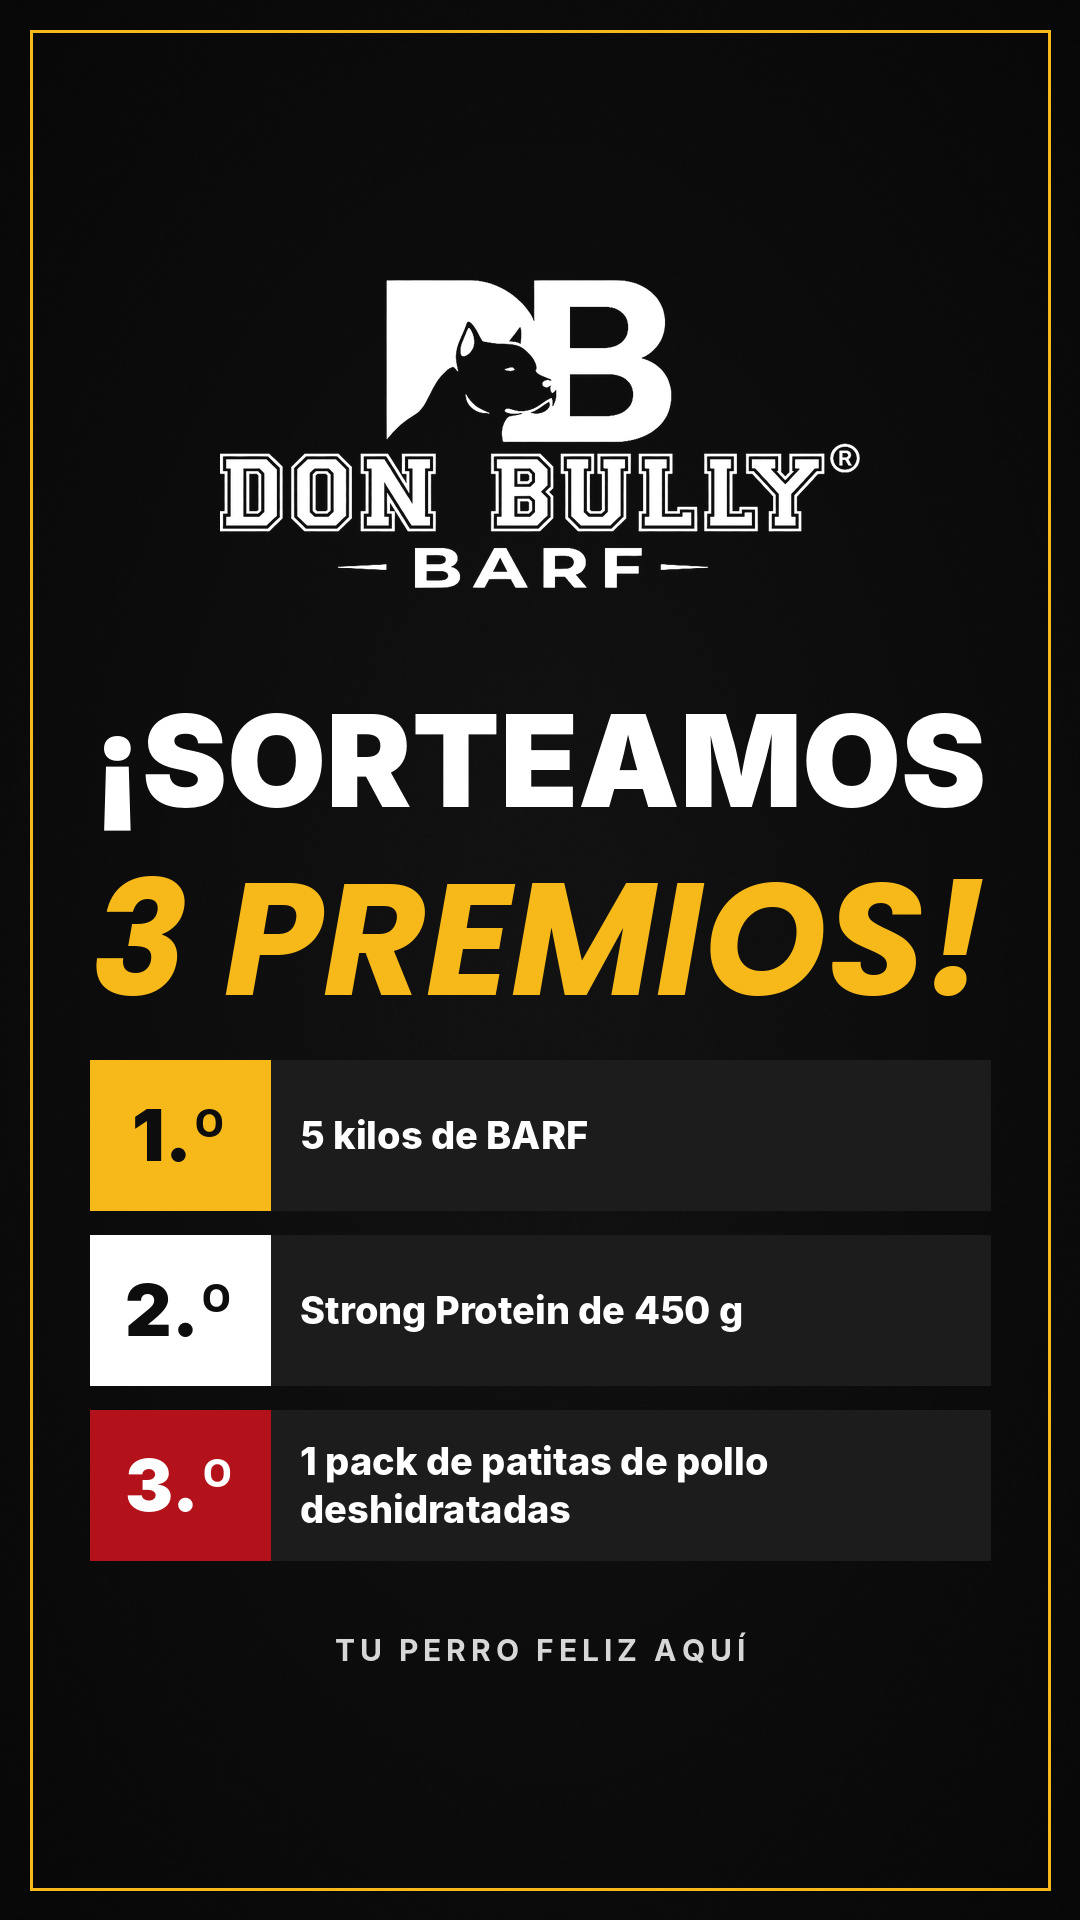 DB
DON BULLY®
BARF
¡SORTEAMOS
3 PREMIOS!
1.º
5 kilos de BARF
2.º
Strong Protein de 450 g
3.º
1 pack de patitas de pollo
deshidratadas
TU PERRO FELIZ AQUÍ